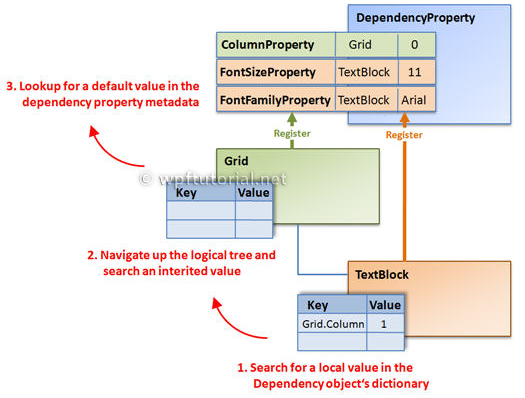 DependencyProperty
ColumnProperty Grid 0
FontSizeProperty TextBlock 11
FontFamilyProperty TextBlock Arial
3. Lookup for a default value in the
dependency property metadata
Register
Register
Grid
© wpftutorial.net
Key Value
2. Navigate up the logical tree and
search an interited value
TextBlock
Key Value
Grid.Column 1
1. Search for a local value in the
Dependency object's dictionary